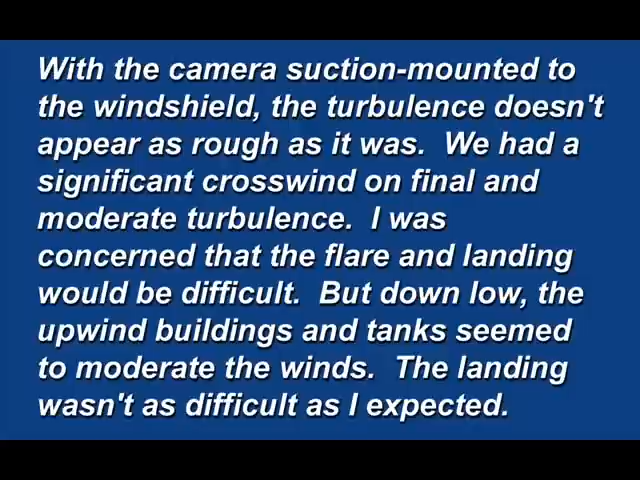 With the camera suction-mounted to
the windshield, the turbulence doesn't
appear as rough as it was.  We had a
significant crosswind on final and
moderate turbulence.  I was
concerned that the flare and landing
would be difficult.  But down low, the
upwind buildings and tanks seemed
to moderate the winds.  The landing
wasn't as difficult as I expected.